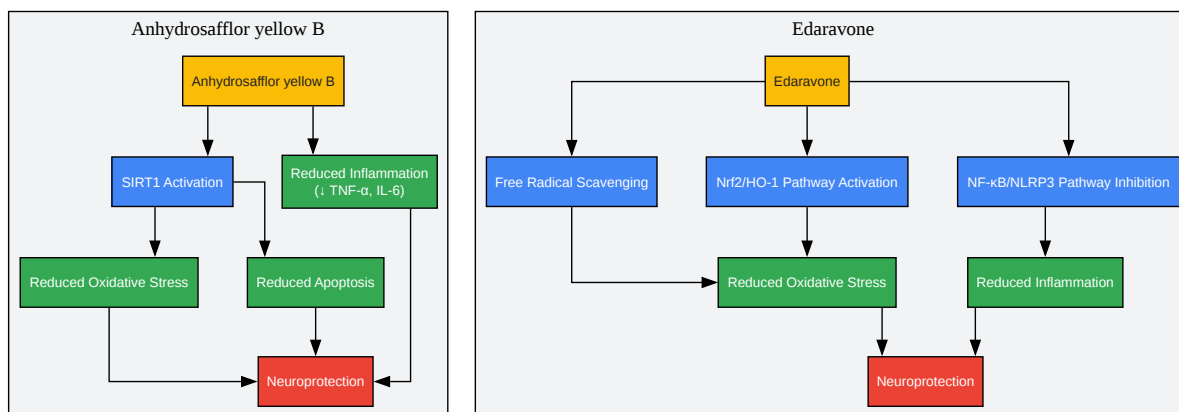 Anhydrosafflor yellow B
Anhydrosafflor yellow B
SIRT1 Activation
Reduced Inflammation
(↓ TNF-α, IL-6)
Reduced Oxidative Stress
Reduced Apoptosis
Neuroprotection
Edaravone
Edaravone
Free Radical Scavenging
Nrf2/HO-1 Pathway Activation
NF-κB/NLRP3 Pathway Inhibition
Reduced Oxidative Stress
Reduced Inflammation
Neuroprotection